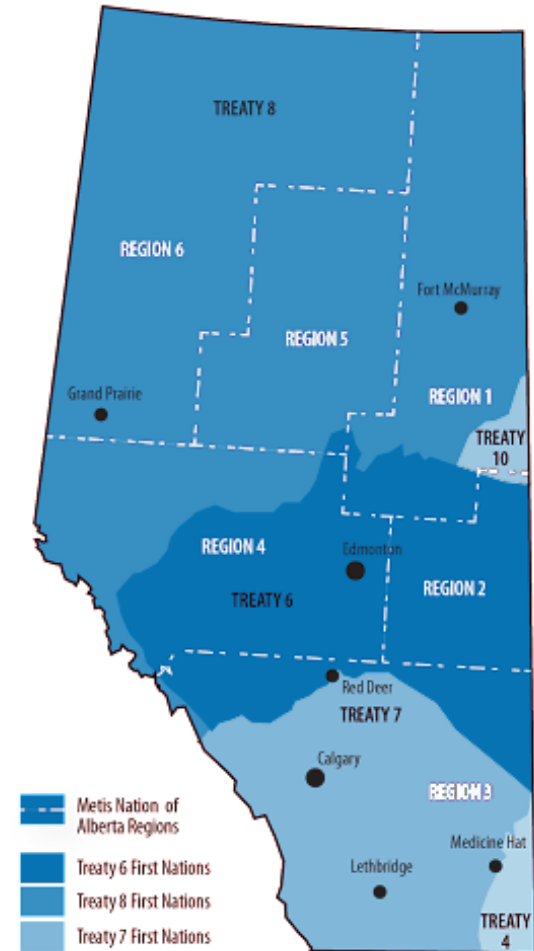 TREATY 8
REGION 6
Fort McMurray
REGION 5
Grand Prairie
REGION 1
TREATY
10
REGION 4
Edmonton
REGION 2
TREATY 6
Red Deer
TREATY 7
Calgary
REGION 3
Metis Nation of
Alberta Regions
Medicine Hat
Treaty 6 First Nations
Lethbridge
Treaty 8 First Nations
TREATY
4
Treaty 7 First Nations